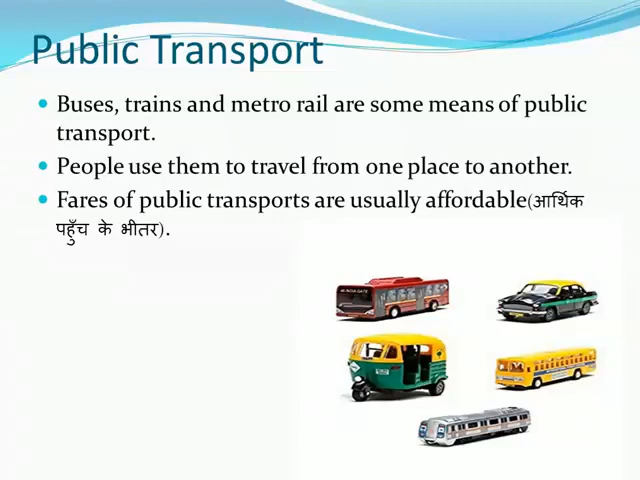 Public Transport
Buses, trains and metro rail are some means of public
transport.
People use them to travel from one place to another.
Fares of public transports are usually affordable(आर्थिक
पहुँच के भीतर).